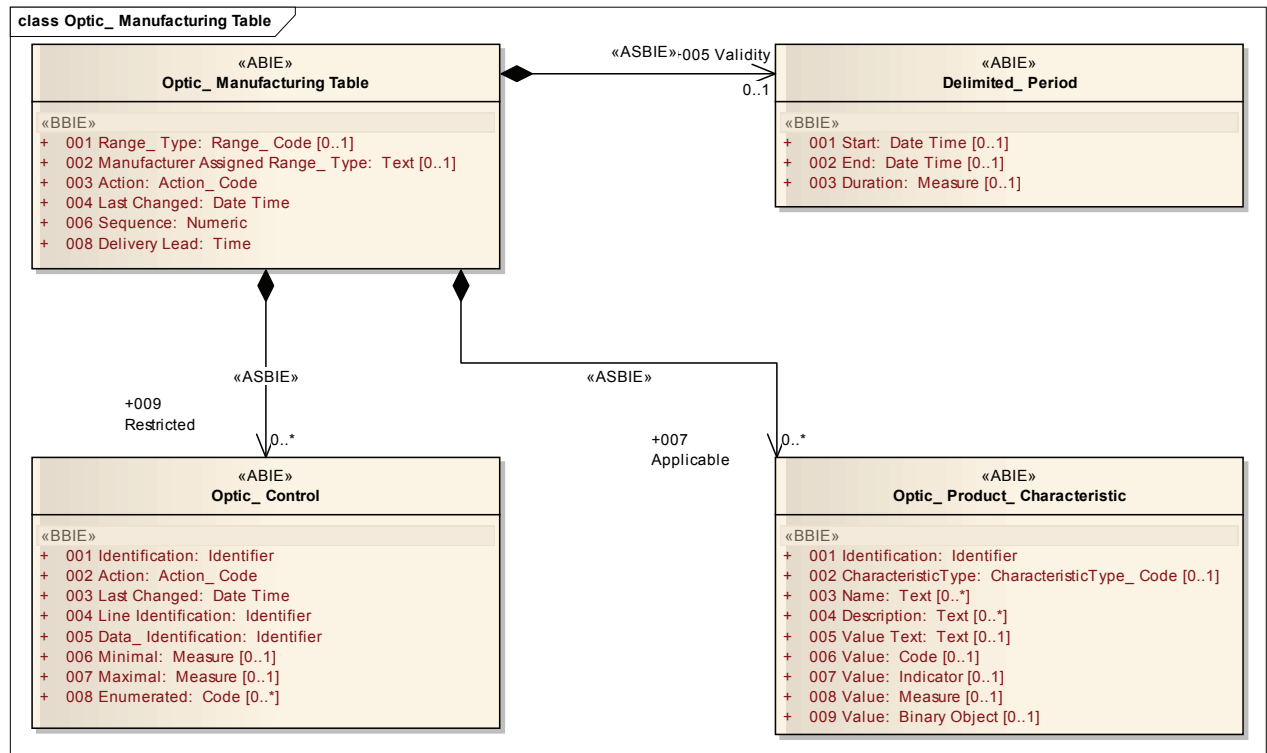 class Optic_ Manufacturing Table
«ABIE»
Optic_ Manufacturing Table
«BBIE»
+ 001 Range_ Type: Range_ Code [0..1]
+ 002 Manufacturer Assigned Range_ Type: Text [0..1]
+ 003 Action: Action_ Code
+ 004 Last Changed: Date Time
+ 006 Sequence: Numeric
+ 008 Delivery Lead: Time
«ASBIE» -005 Validity
0..1
«ABIE»
Delimited_ Period
«BBIE»
+ 001 Start: Date Time [0..1]
+ 002 End: Date Time [0..1]
+ 003 Duration: Measure [0..1]
«ASBIE»
+009
Restricted
0..*
«ASBIE»
+007
Applicable
0..*
«ABIE»
Optic_ Control
«BBIE»
+ 001 Identification: Identifier
+ 002 Action: Action_ Code
+ 003 Last Changed: Date Time
+ 004 Line Identification: Identifier
+ 005 Data_ Identification: Identifier
+ 006 Minimal: Measure [0..1]
+ 007 Maximal: Measure [0..1]
+ 008 Enumerated: Code [0..*]
«ABIE»
Optic_ Product_ Characteristic
«BBIE»
+ 001 Identification: Identifier
+ 002 CharacteristicType: CharacteristicType_ Code [0..1]
+ 003 Name: Text [0..*]
+ 004 Description: Text [0..*]
+ 005 Value Text: Text [0..1]
+ 006 Value: Code [0..1]
+ 007 Value: Indicator [0..1]
+ 008 Value: Measure [0..1]
+ 009 Value: Binary Object [0..1]